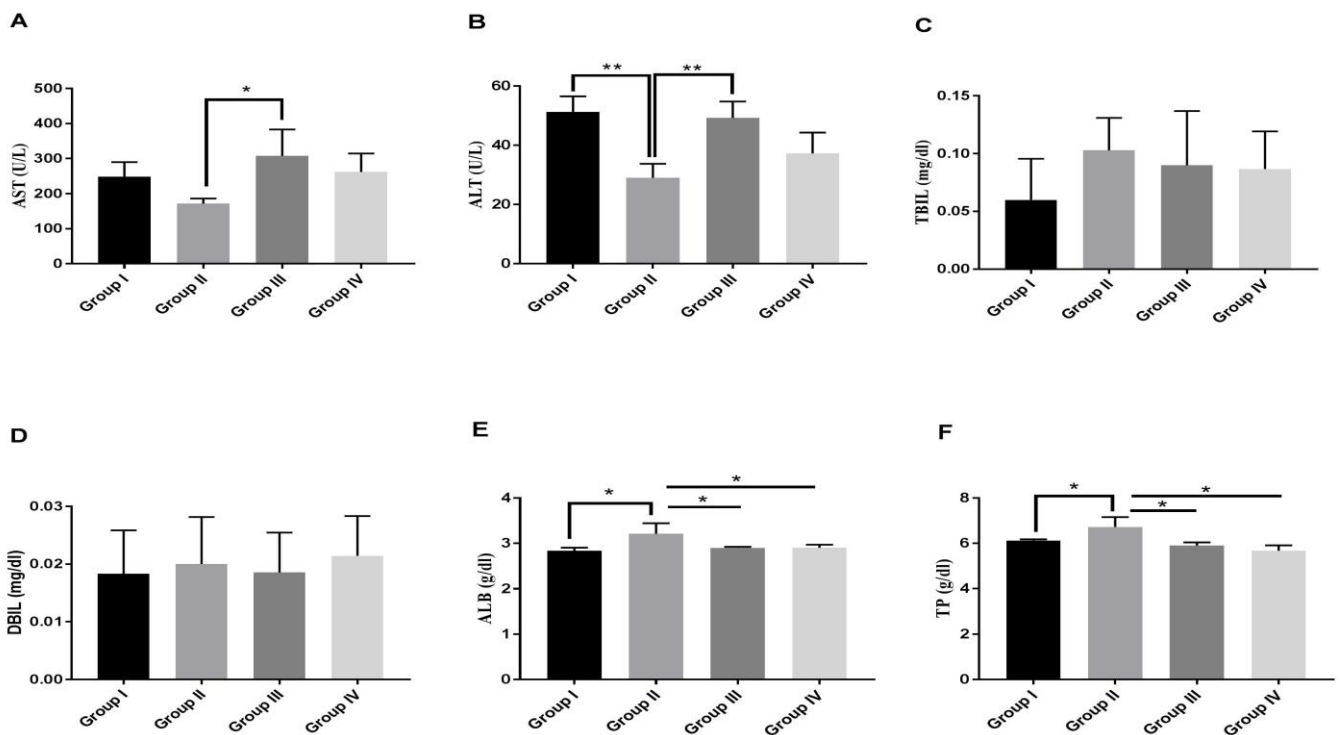 A
AST (U/L)
500
400
300
200
100
0
*
Group I
Group II
Group III
Group IV
B
ALT (U/L)
60
40
20
0
**
**
Group I
Group II
Group III
Group IV
C
TBIL (mg/dl)
0.15
0.10
0.05
0.00
Group I
Group II
Group III
Group IV
D
DBIL (mg/dl)
0.03
0.02
0.01
0.00
Group I
Group II
Group III
Group IV
E
ALB (g/dl)
4
3
2
1
0
*
*
*
Group I
Group II
Group III
Group IV
F
TP (g/dl)
8
6
4
2
0
*
*
*
Group I
Group II
Group III
Group IV